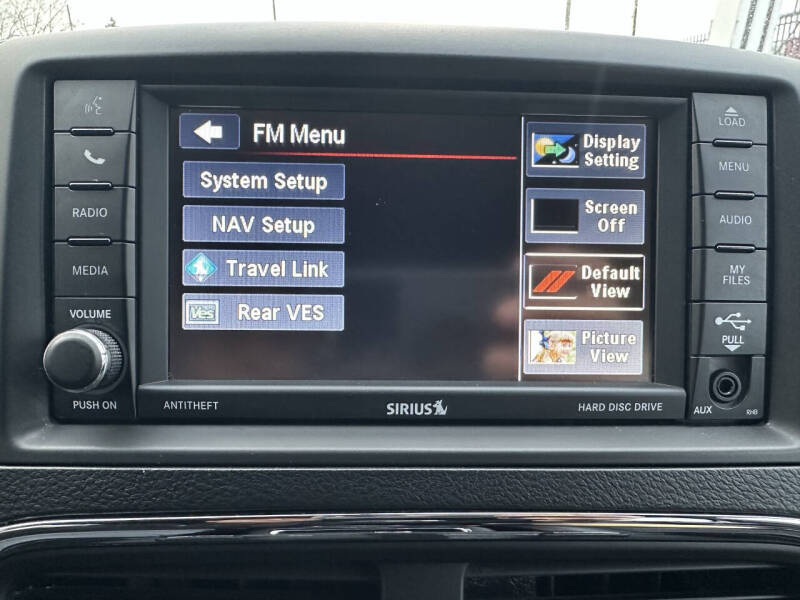 FM Menu
System Setup
NAV Setup
Travel Link
Ves Rear VES
Display
Setting
Screen
Off
Default
View
Picture
View
RADIO
MEDIA
VOLUME
PUSH ON
ANTITHEFT
SIRIUS
HARD DISC DRIVE
LOAD
MENU
AUDIO
MY
FILES
PULL
AUX RHB